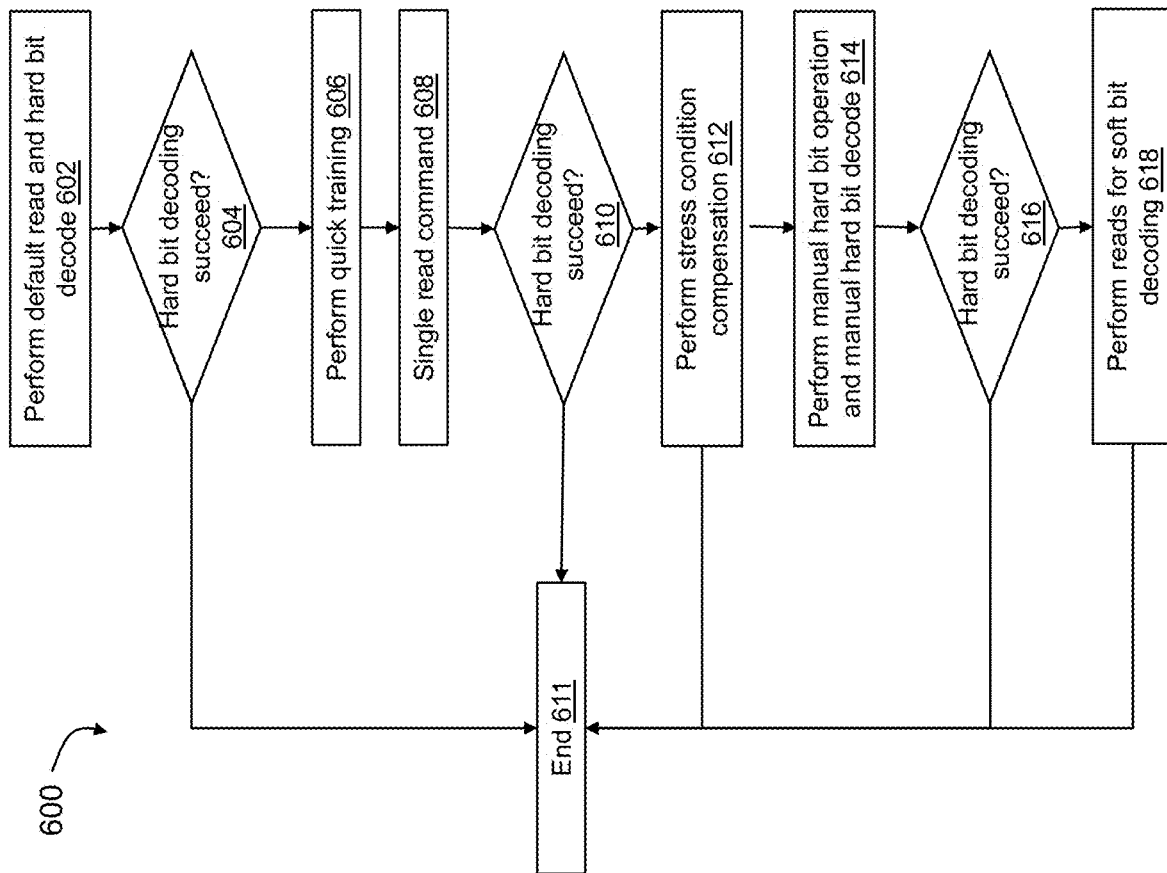 600
Perform default read and hard bit
decode 602
Hard bit decoding
succeed?
604
Perform quick training 606
Single read command 608
Hard bit decoding
succeed?
610
End 611
Perform stress condition
compensation 612
Perform manual hard bit operation
and manual hard bit decode 614
Hard bit decoding
succeed?
616
Perform reads for soft bit
decoding 618